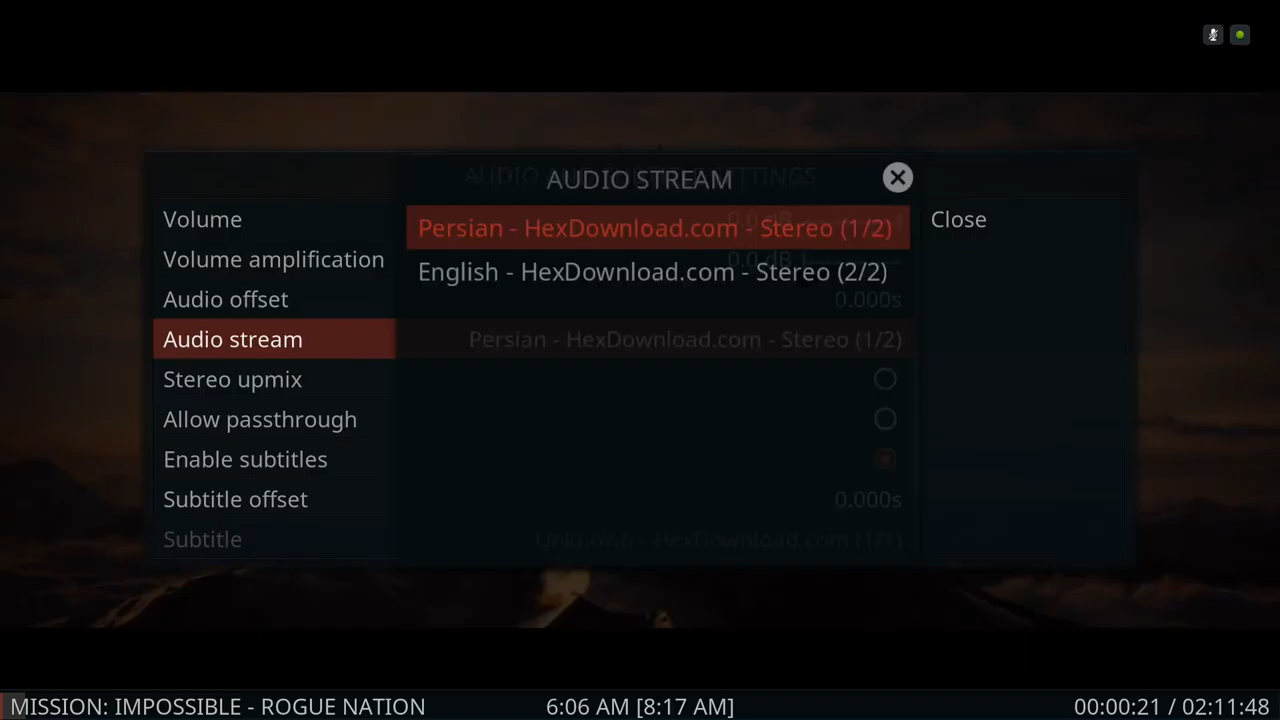 AUDIO STREAM
Volume
Persian - HexDownload.com - Stereo (1/2)
Close
Volume amplification
English - HexDownload.com - Stereo (2/2)
0.0 dB
Audio offset
0.000s
Audio stream
Persian - HexDownload.com - Stereo (1/2)
Stereo upmix
Allow passthrough
Enable subtitles
Subtitle offset
0.000s
Subtitle
Unknown - HexDownload.com (1/1)
MISSION: IMPOSSIBLE - ROGUE NATION
6:06 AM [8:17 AM]
00:00:21 / 02:11:48